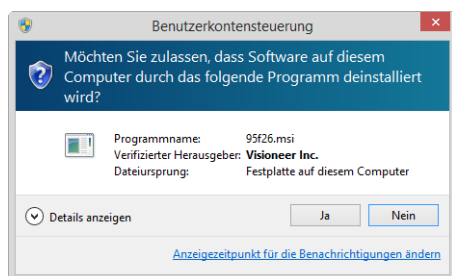 Benutzerkontensteuerung
Möchten Sie zulassen, dass Software auf diesem
Computer durch das folgende Programm deinstalliert
wird?
Programmname: 95f26.msi
Verifizierter Herausgeber: Visioneer Inc.
Dateiursprung: Festplatte auf diesem Computer
Details anzeigen Ja Nein
Anzeigezeitpunkt für die Benachrichtigungen ändern